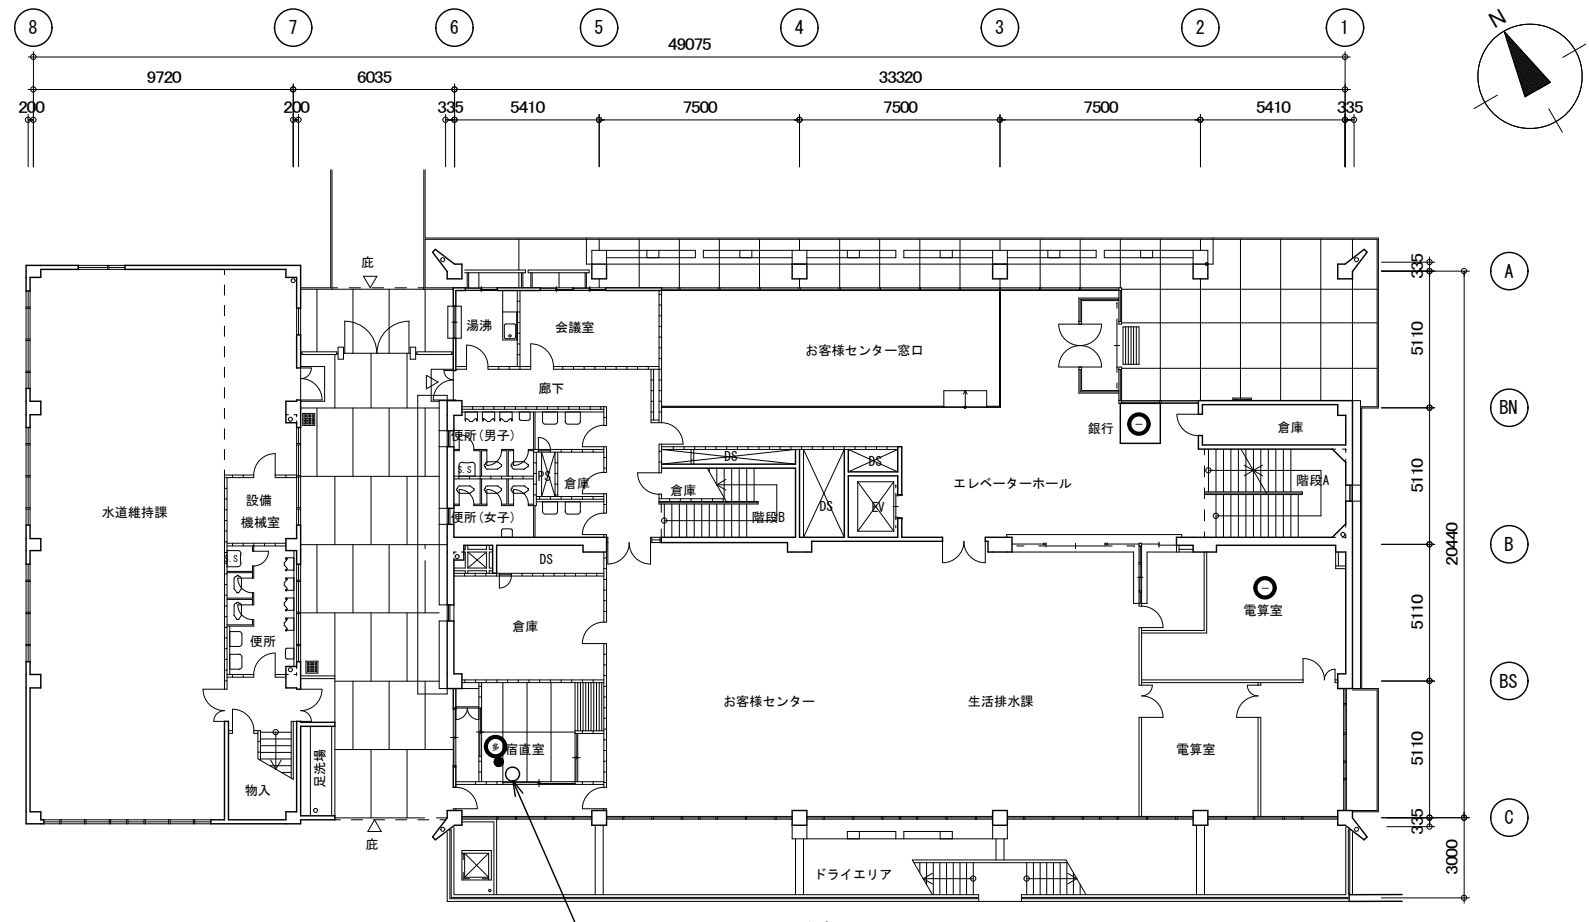 8
7
6
5
4
3
2
1
N
49075
9720
6035
33320
200
200
335
5410
7500
7500
7500
5410
335
庇
A
335
湯沸
会議室
お客様センター窓口
5110
廊下
BN
便所(男子)
銀行
倉庫
DS
DS
S.S
PS
倉庫
倉庫
エレベーターホール
階段A
5110
設備
機械室
水道維持課
便所(女子)
階段B
DS
EV
B
20440
S.S
DS
電算室
5110
倉庫
便所
BS
お客様センター
生活排水課
多
宿直室
電算室
5110
足洗場
物入
C
335
庇
ドライエリア
3000